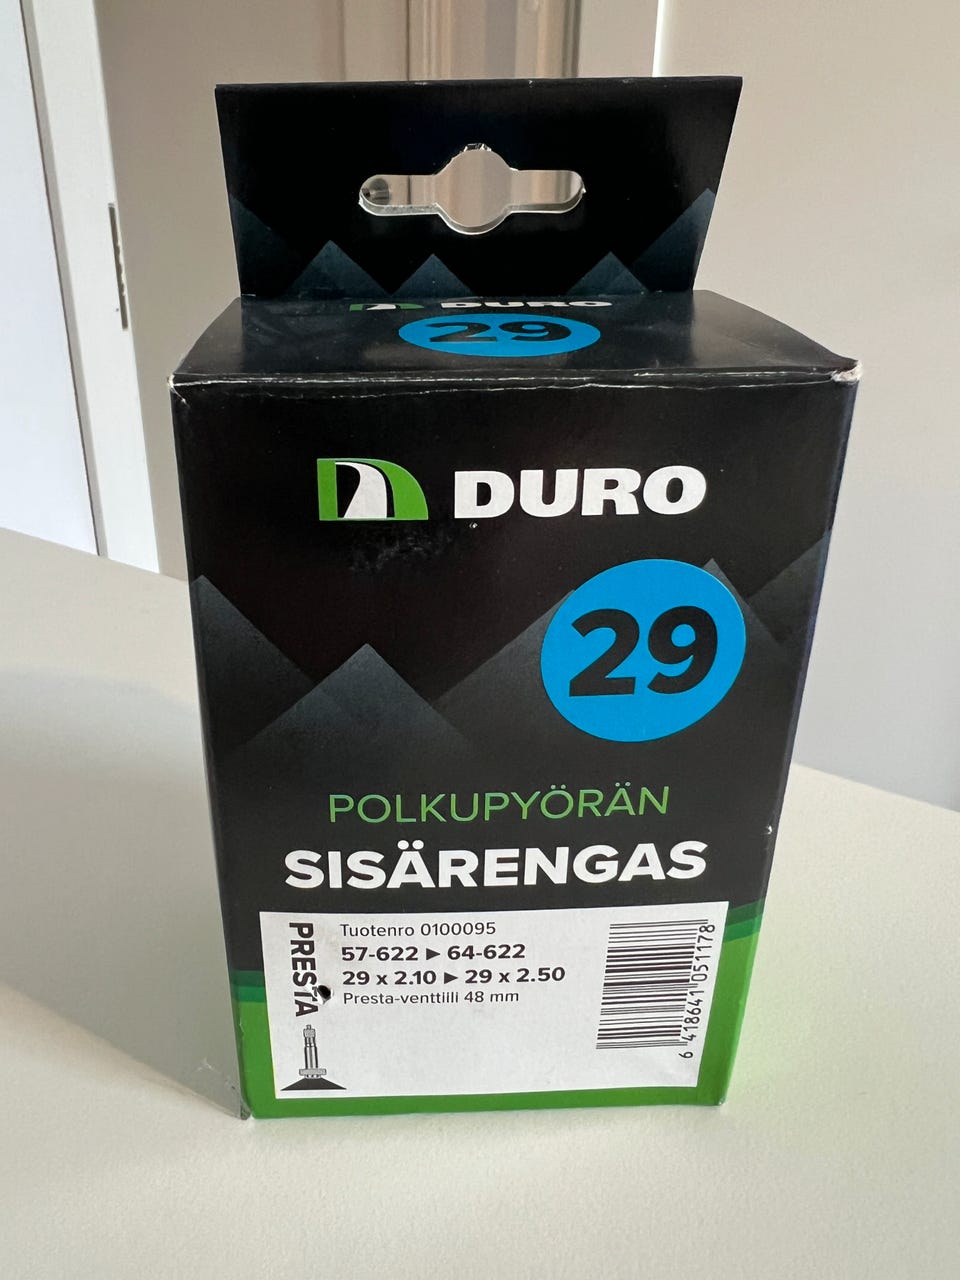 DURO
29
DURO
29
POLKUPYÖRÄN
SISÄRENGAS
PRESTA
Tuotenro 0100095
57-622 ▶ 64-622
29 x 2.10 ▶ 29 x 2.50
Presta-venttiili 48 mm
6 418641 051178